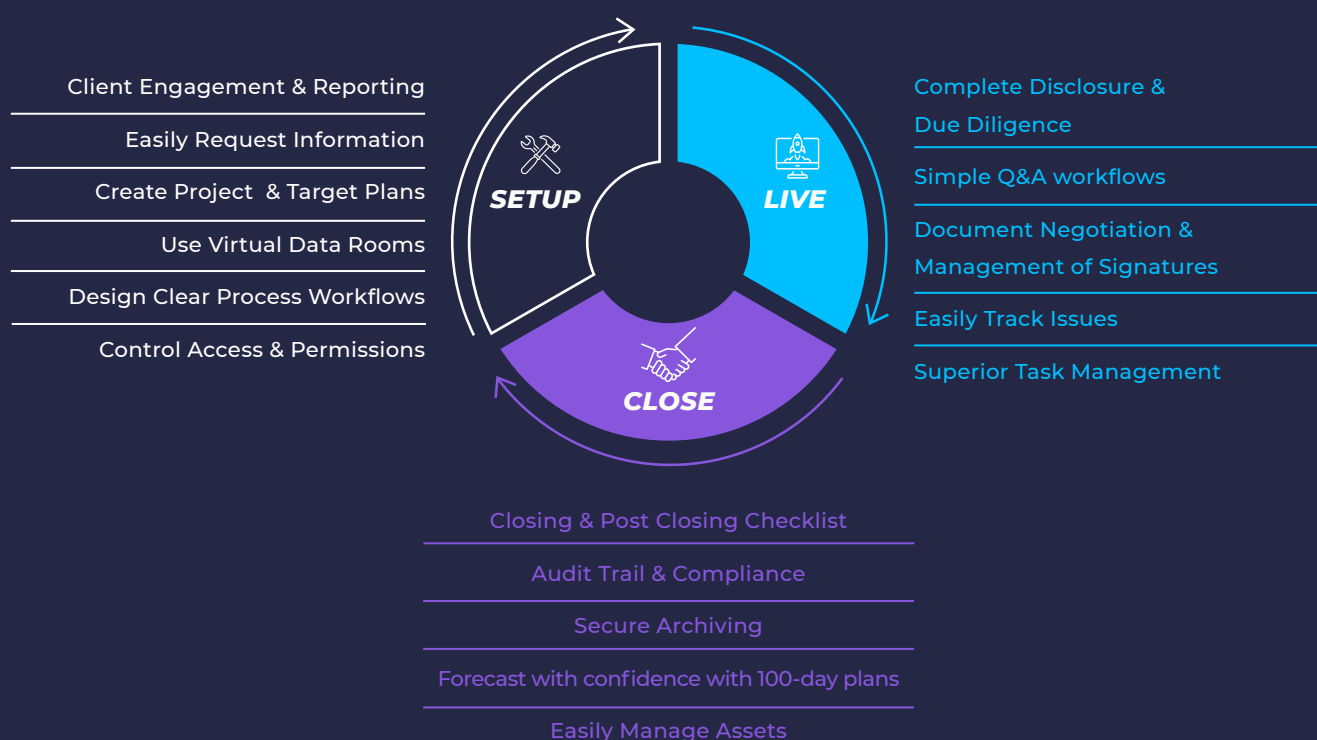 Client Engagement & Reporting
Easily Request Information
Create Project  & Target Plans
Use Virtual Data Rooms
Design Clear Process Workflows
Control Access & Permissions
SETUP
LIVE
CLOSE
Complete Disclosure &
Due Diligence
Simple Q&A workflows
Document Negotiation &
Management of Signatures
Easily Track Issues
Superior Task Management
Closing & Post Closing Checklist
Audit Trail & Compliance
Secure Archiving
Forecast with confidence with 100-day plans
Easily Manage Assets